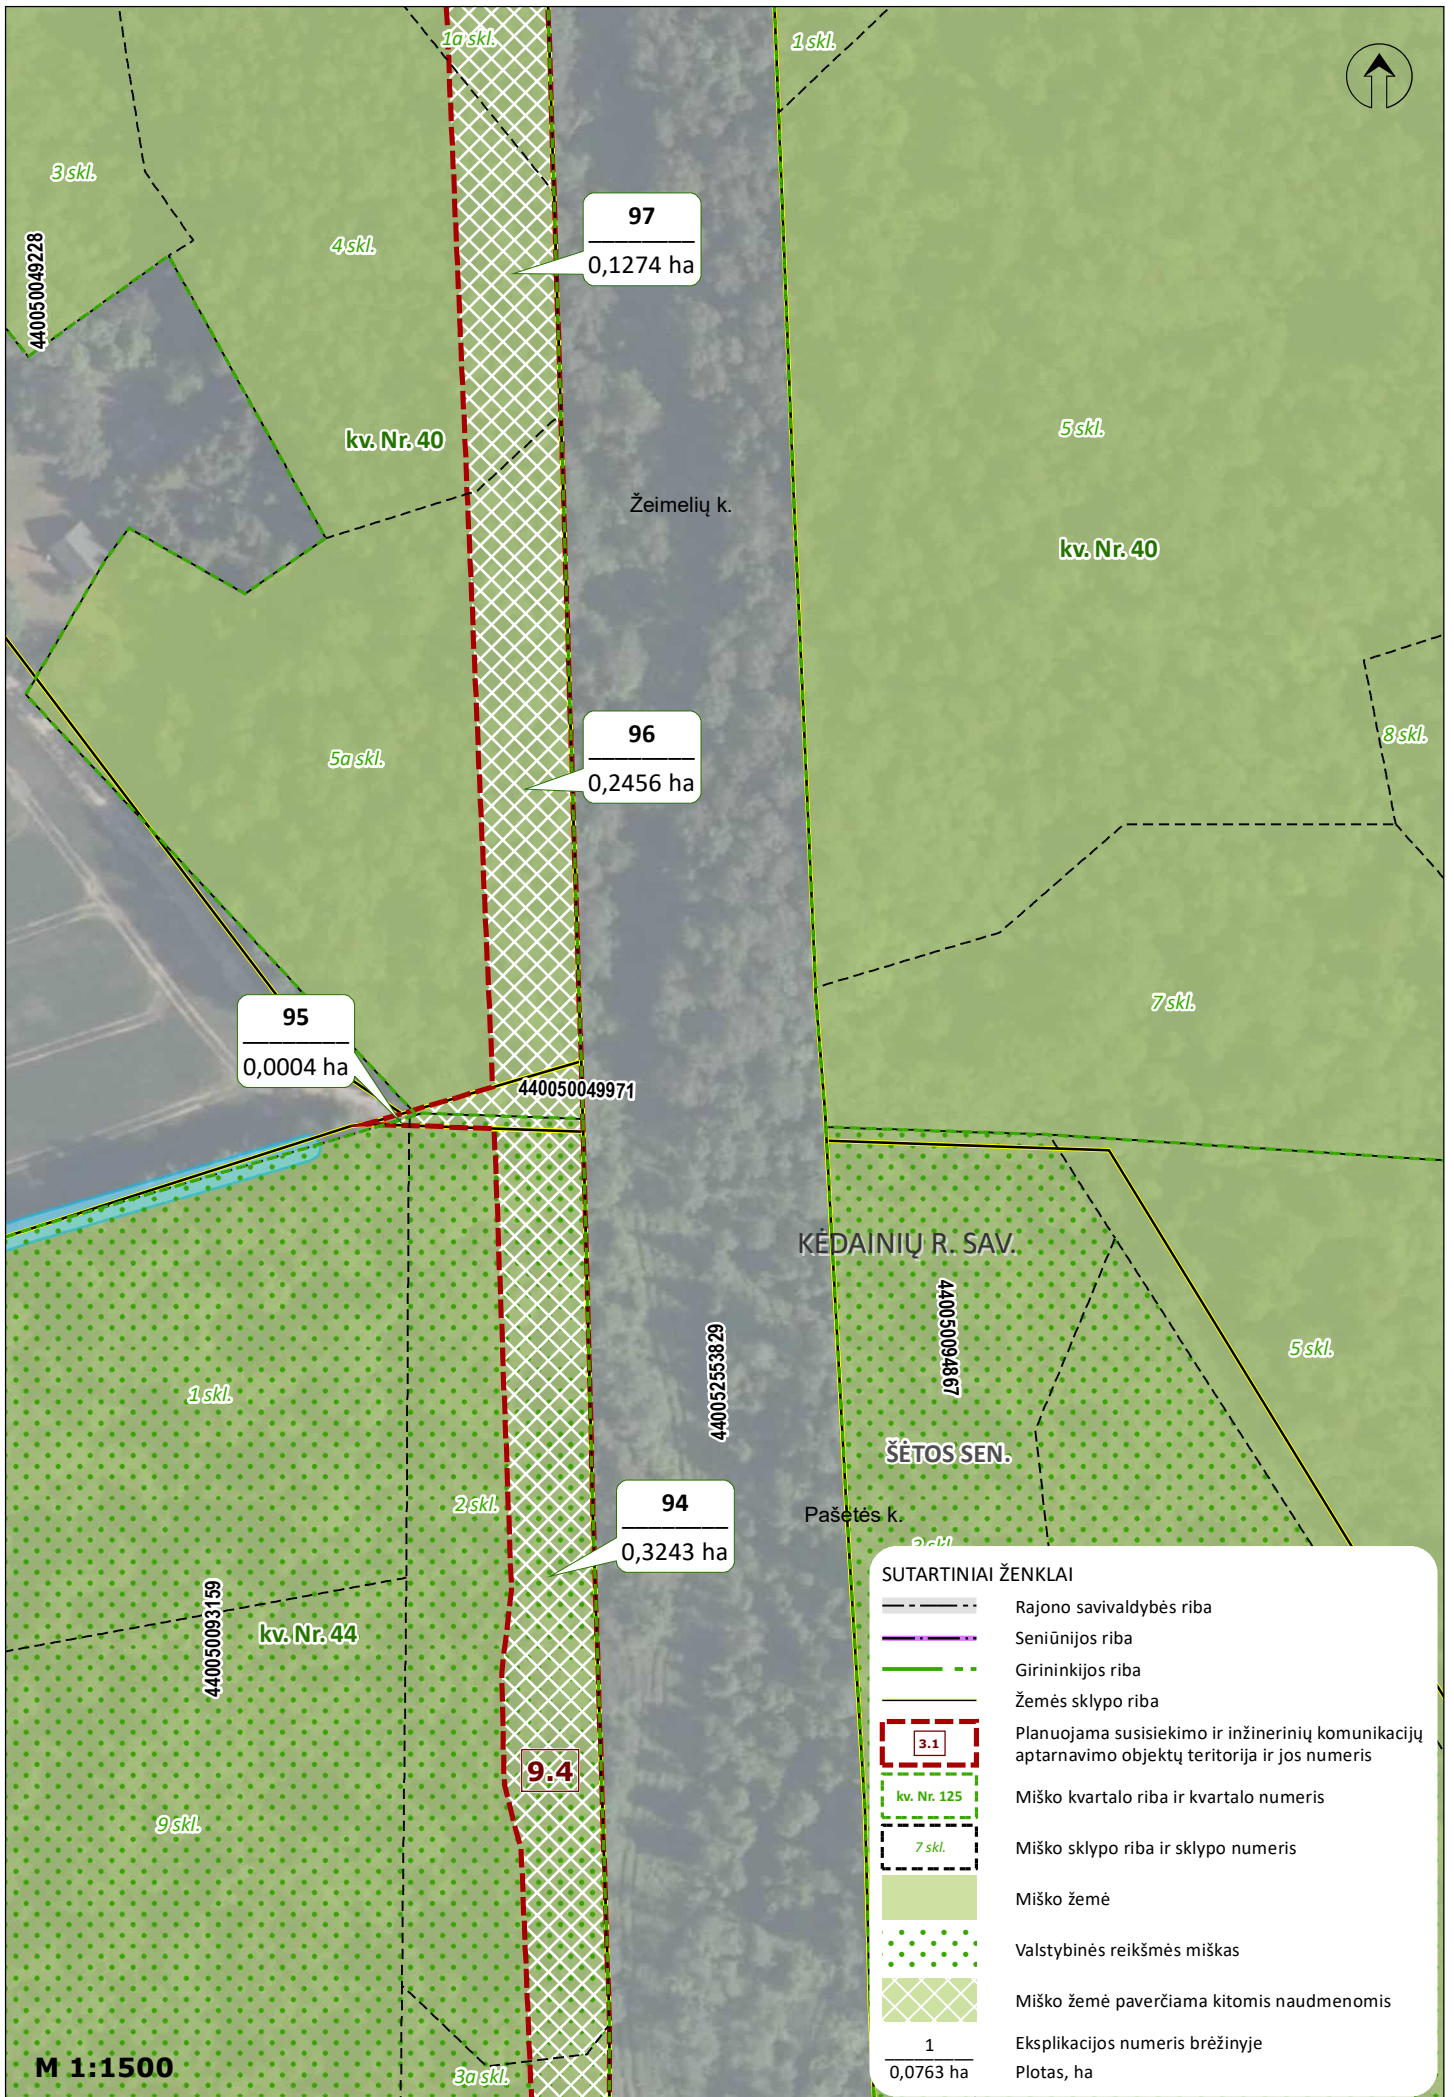 1a skl.
1 skl.
3 skl.
4 skl.
97
0,1274 ha
440050049228
kv. Nr. 40
5 skl.
Žeimelių k.
kv. Nr. 40
96
0,2456 ha
5a skl.
8 skl.
95
0,0004 ha
7 skl.
440050049971
KĖDAINIŲ R. SAV.
440050094867
440052553829
5 skl.
1 skl.
ŠĖTOS SEN.
2 skl.
94
0,3243 ha
Pašėtės k.
440050093159
kv. Nr. 44
9.4
9 skl.
3a skl.
M 1:1500
SUTARTINIAI ŽENKLAI
Rajono savivaldybės riba
Seniūnijos riba
Girininkijos riba
Žemės sklypo riba
3.1
Planuojama susisiekimo ir inžinerinių komunikacijų
aptarnavimo objektų teritorija ir jos numeris
kv. Nr. 125
Miško kvartalo riba ir kvartalo numeris
7 skl.
Miško sklypo riba ir sklypo numeris
Miško žemė
Valstybinės reikšmės miškas
Miško žemė paverčiama kitomis naudmenomis
1
Eksplikacijos numeris brėžinyje
0,0763 ha
Plotas, ha